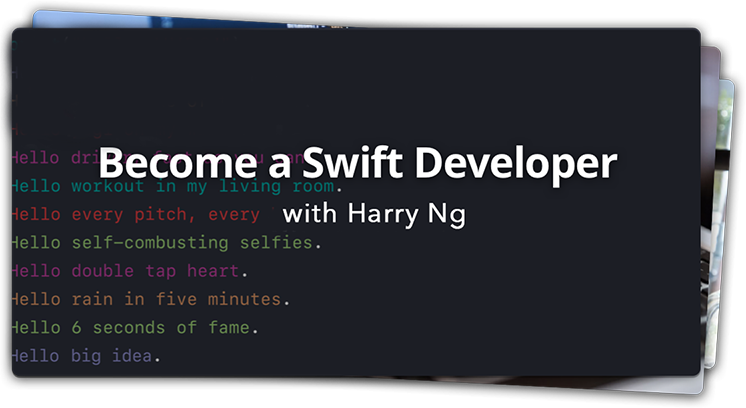 Hello
Become a Swift Developer
Hello workout in my living room.
with Harry Ng
Hello every pitch, every
Hello self-combusting selfies.
Hello double tap heart.
Hello rain in five minutes.
Hello 6 seconds of fame.
Hello big idea.